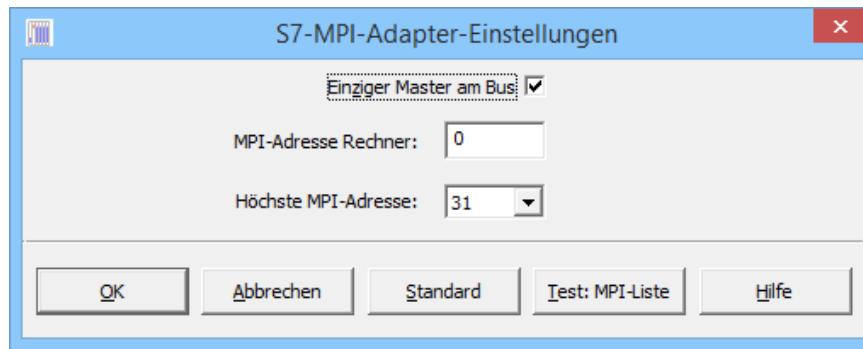 S7-MPI-Adapter-Einstellungen
Einziger Master am Bus
MPI-Adresse Rechner: 0
Höchste MPI-Adresse: 31
OK Abbrechen Standard Test: MPI-Liste Hilfe